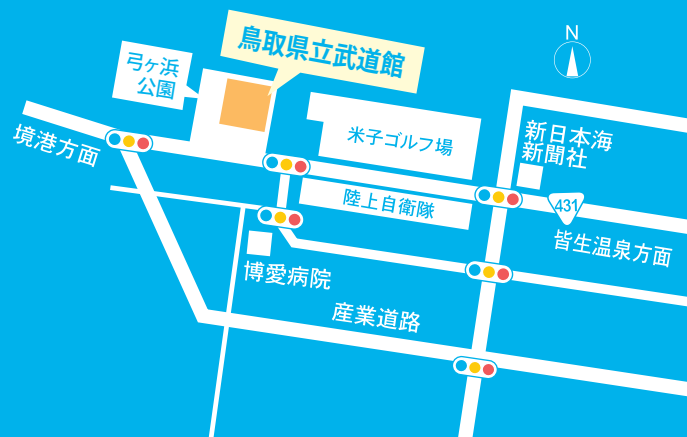 鳥取県立武道館
N
弓ヶ浜
公園
境港方面
米子ゴルフ場
新日本海
新聞社
陸上自衛隊
431
皆生温泉方面
博愛病院
産業道路